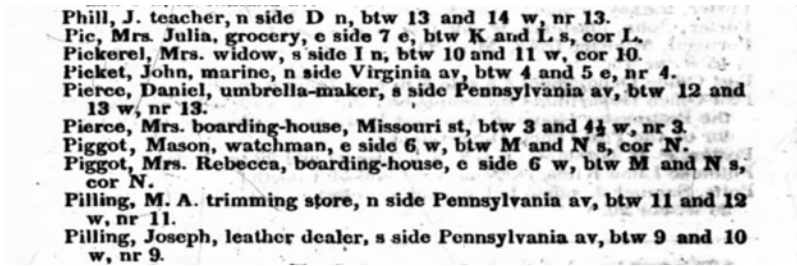 Phill, J. teacher, n side D n, btw 13 and 14 w, nr 13.
Pic, Mrs. Julia, grocery, e side 7 e, btw K and L s, cor L.
Pickerel, Mrs. widow, s side I n, btw 10 and 11 w, cor 10.
Picket, John, marine, n side Virginia av, btw 4 and 5 e, nr 4.
Pierce, Daniel, umbrella-maker, s side Pennsylvania av, btw 12 and
13 w, nr 13.
Pierce, Mrs. boarding-house, Missouri st, btw 3 and 4½ w, nr 3.
Piggot, Mason, watchman, e side 6 w, btw M and N s, cor N.
Piggot, Mrs. Rebecca, boarding-house, e side 6 w, btw M and N s,
cor N.
Pilling, M. A. trimming store, n side Pennsylvania av, btw 11 and 12
w, nr 11.
Pilling, Joseph, leather dealer, s side Pennsylvania av, btw 9 and 10
w, nr 9.